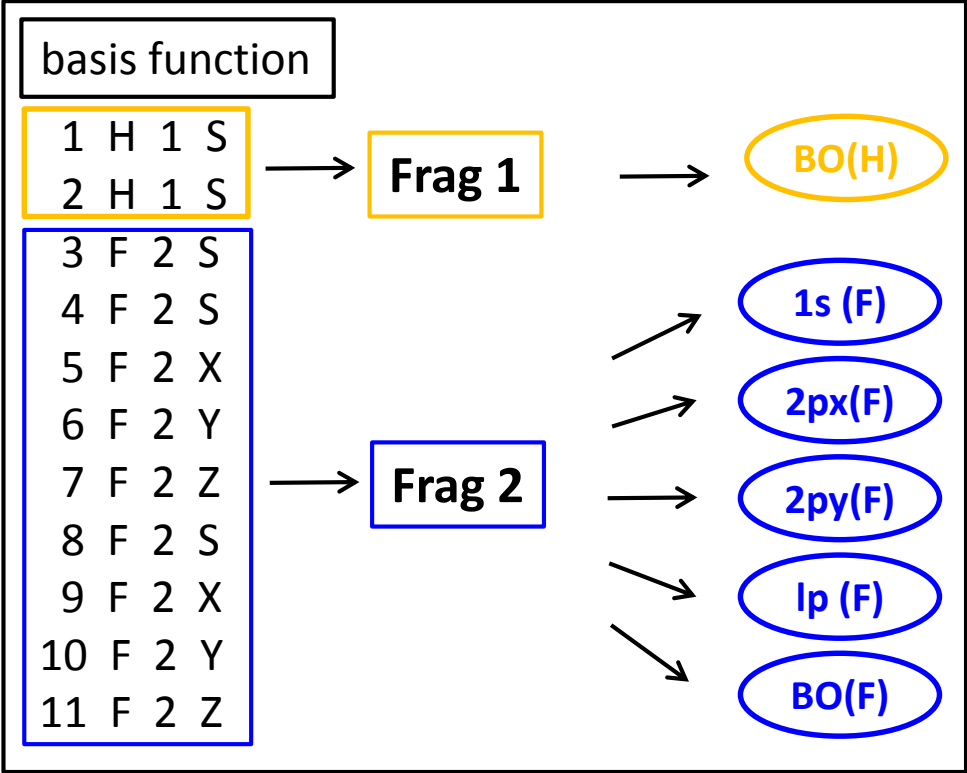 basis function
1 H 1 S
2 H 1 S
3 F 2 S
4 F 2 S
5 F 2 X
6 F 2 Y
7 F 2 Z
8 F 2 S
9 F 2 X
10 F 2 Y
11 F 2 Z
Frag 1
Frag 2
BO(H)
1s (F)
2px(F)
2py(F)
lp (F)
BO(F)